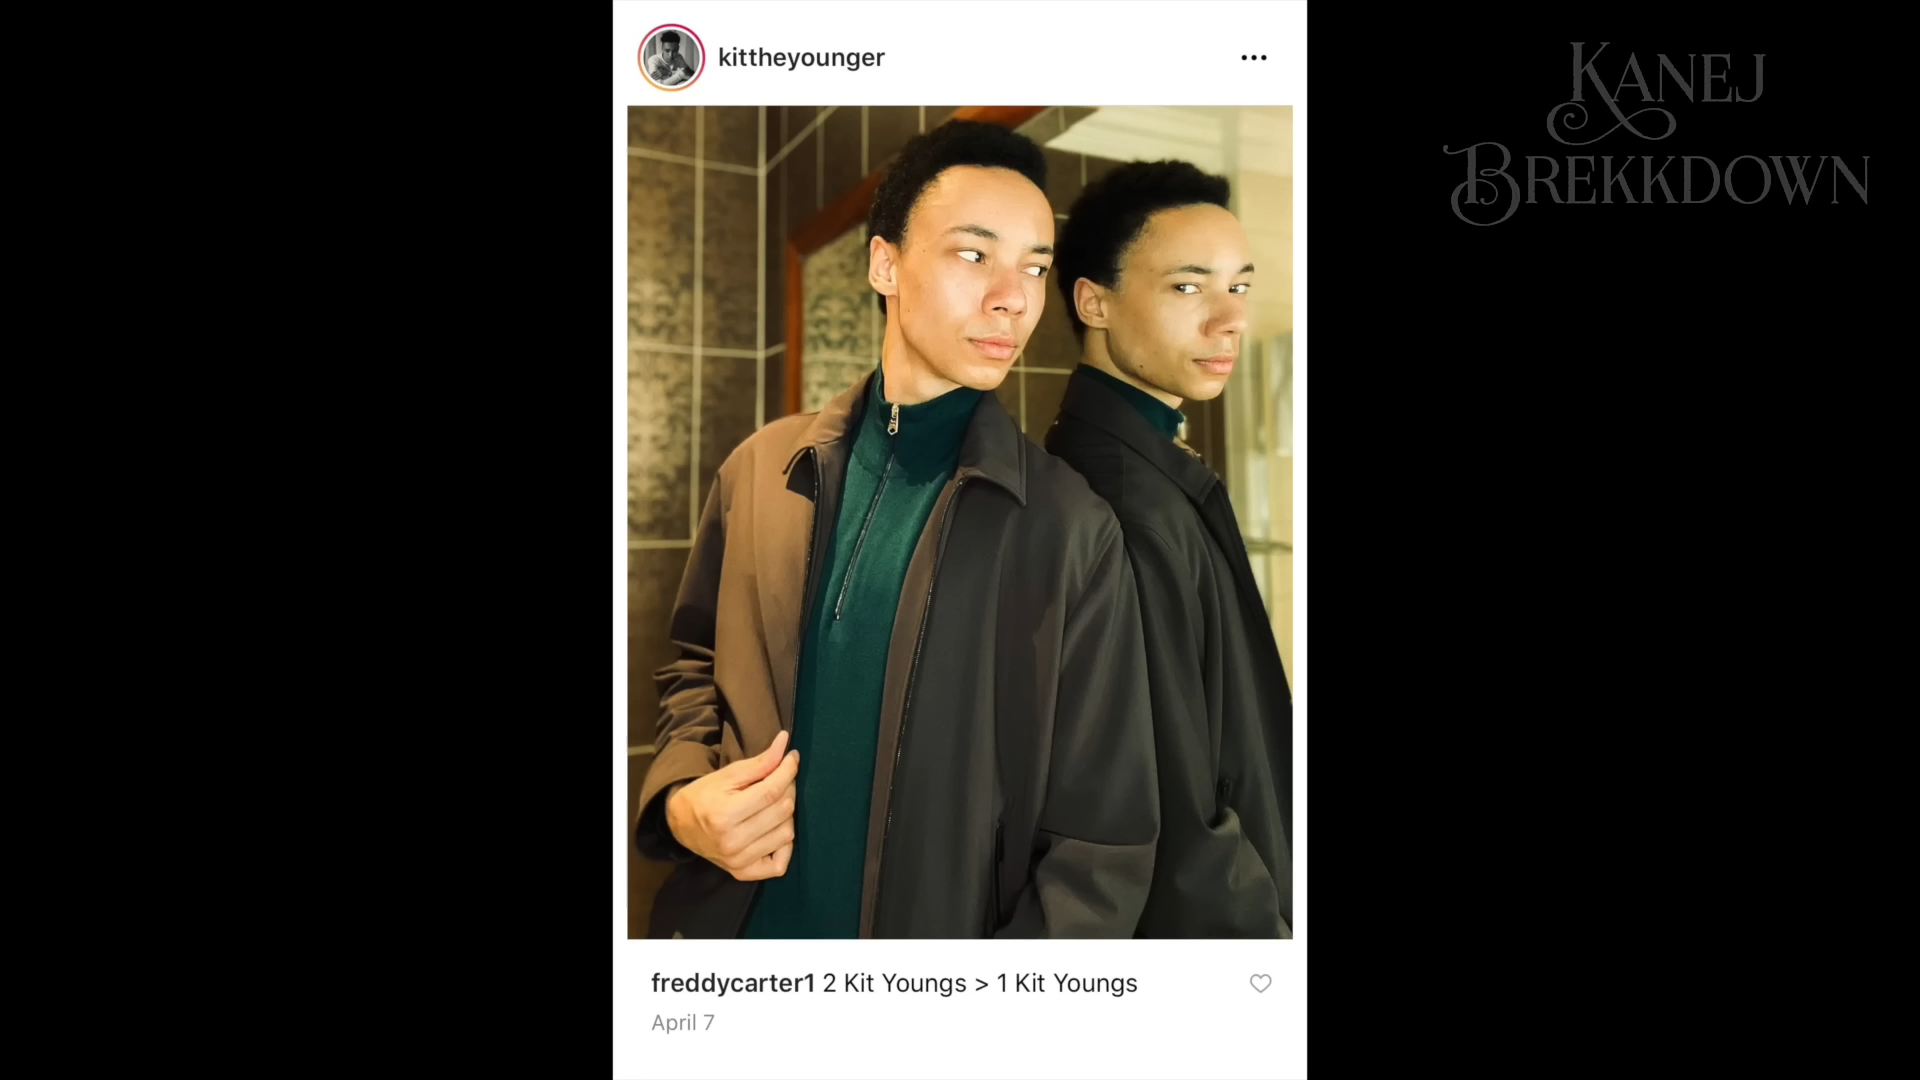 kittheyounger
KANEJ
BREKKDOWN
freddycarter1 2 Kit Youngs > 1 Kit Youngs
April 7